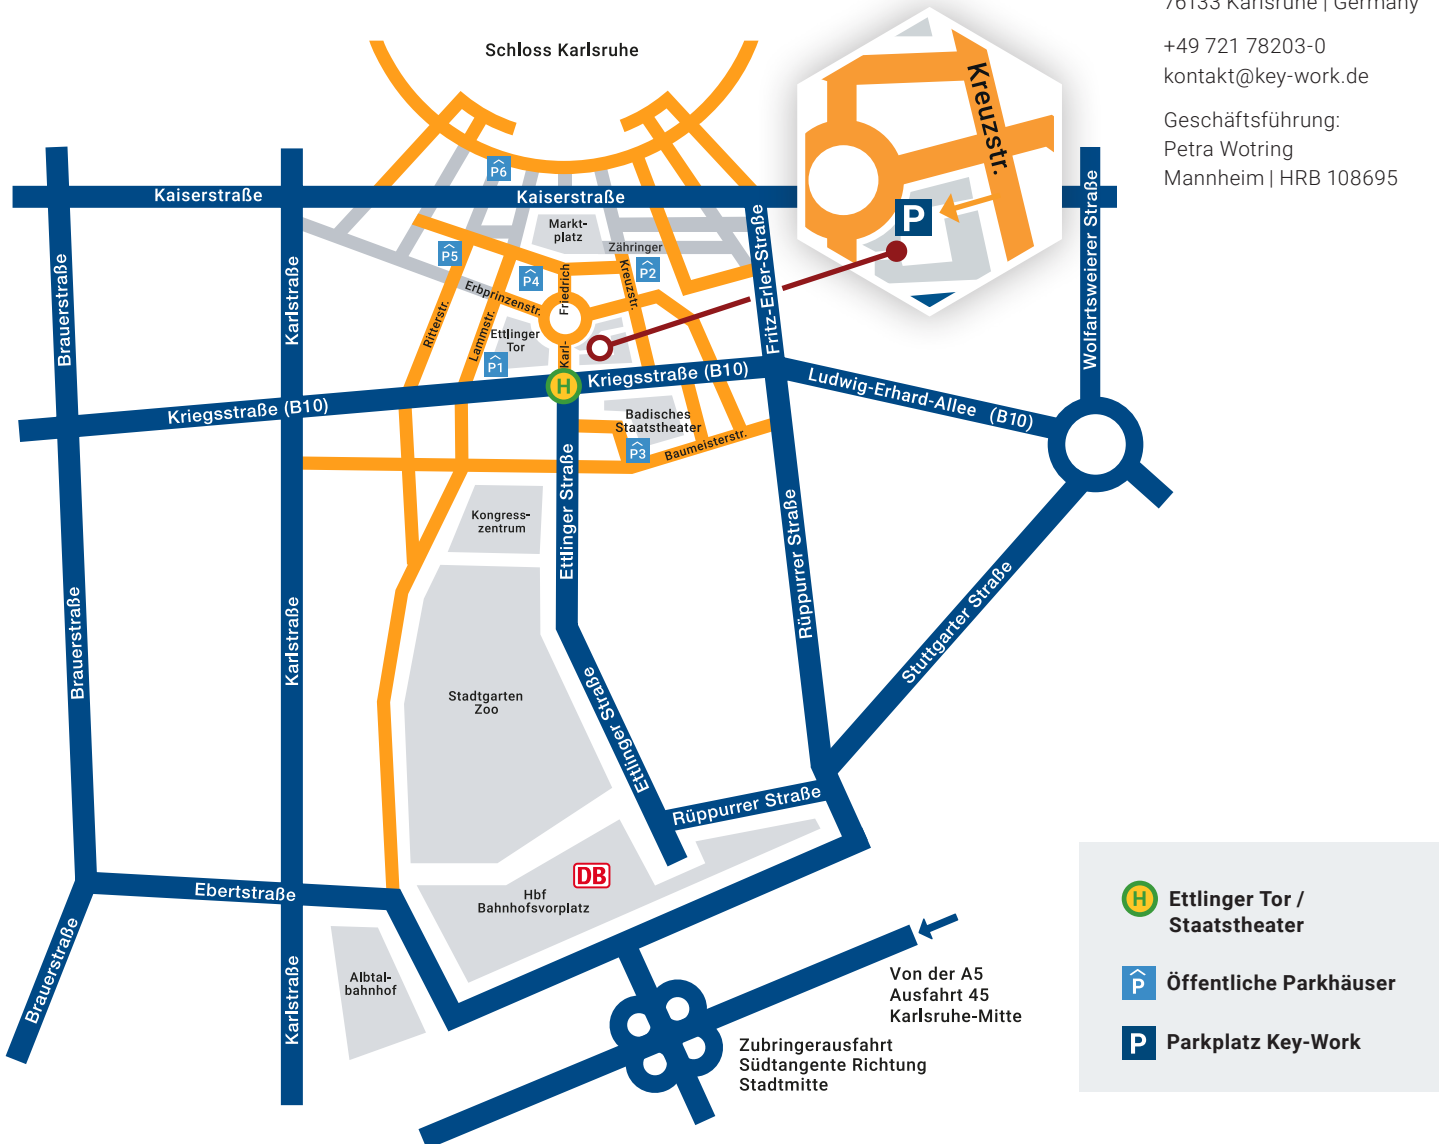 76133 Karlsruhe | Germany
+49 721 78203-0
kontakt@key-work.de
Geschäftsführung:
Petra Wotring
Mannheim | HRB 108695
Schloss Karlsruhe
Kreuzstr.
P
P6
Kaiserstraße
Kaiserstraße
Markt-
platz
Zähringer
P5
P4
P2
Friedrich
Kreuzstr.
Erbprinzenstr.
Ritterstr.
Lammstr.
Ettlinger
Tor
P1
Karl-
H
Brauerstraße
Karlstraße
Fritz-Erler-Straße
Wolfartsweierer Straße
Kriegsstraße (B10)
Kriegsstraße (B10)
Ludwig-Erhard-Allee (B10)
Badisches
Staatstheater
P3
Baumeisterstr.
Ettlinger Straße
Rüppurrer Straße
Kongress-
zentrum
Brauerstraße
Karlstraße
Stuttgarter Straße
Stadtgarten
Zoo
Ettlinger Straße
Rüppurrer Straße
Ebertstraße
DB
Hbf
Bahnhofsvorplatz
Brauerstraße
Karlstraße
Albtal-
bahnhof
Von der A5
Ausfahrt 45
Karlsruhe-Mitte
Zubringerausfahrt
Südtangente Richtung
Stadtmitte
H
Ettlinger Tor /
Staatstheater
P
Öffentliche Parkhäuser
P
Parkplatz Key-Work